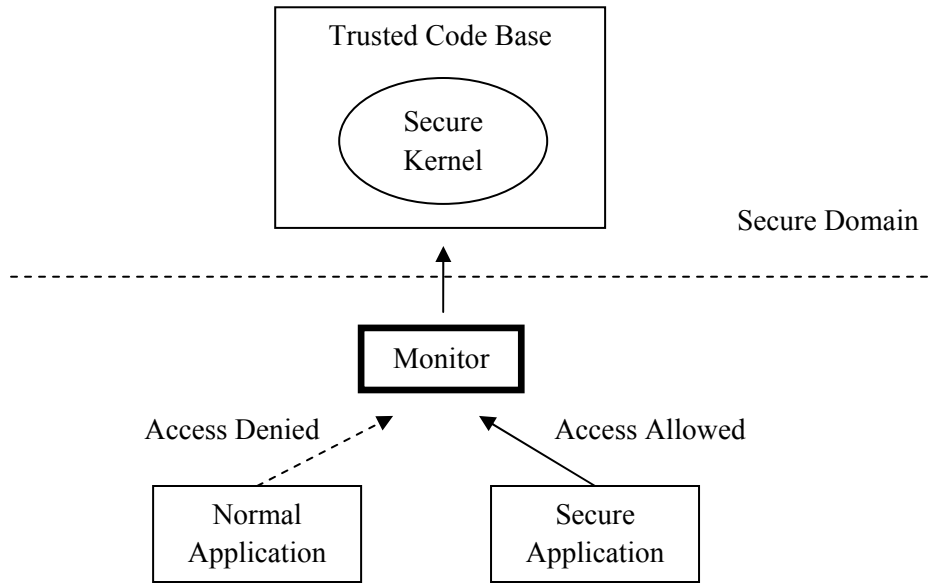 Trusted Code Base
Secure
Kernel
Secure Domain
Monitor
Access Denied
Access Allowed
Normal
Application
Secure
Application